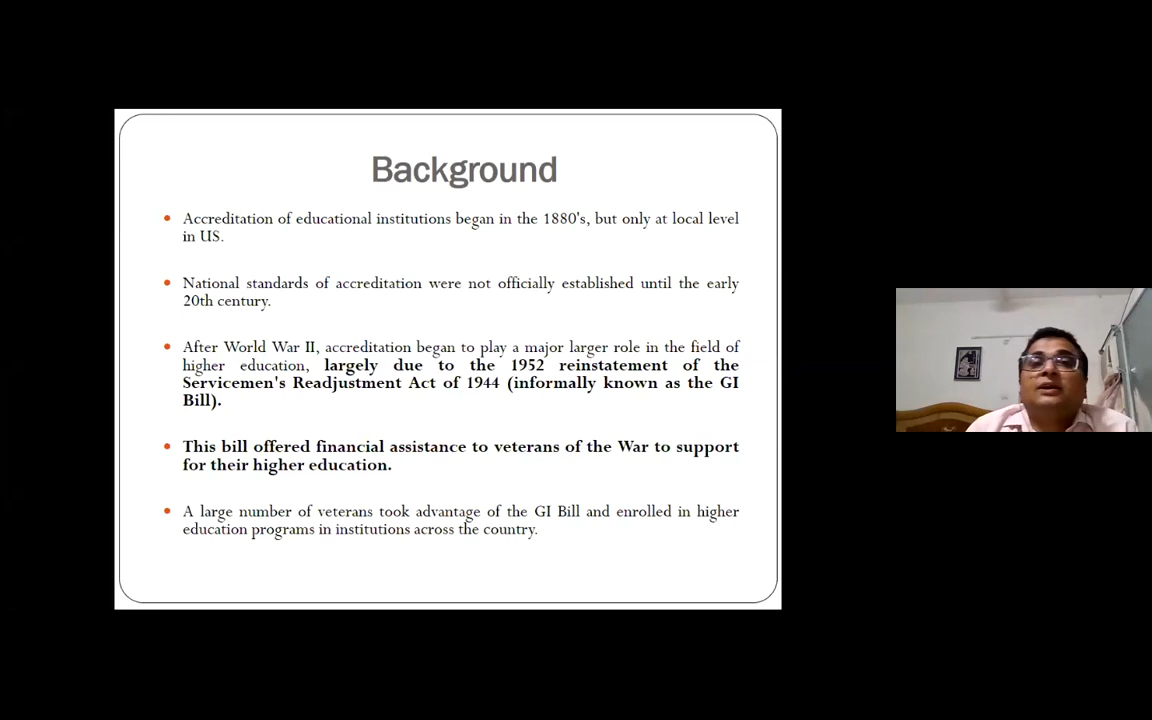 Background
Accreditation of educational institutions began in the 1880's, but only at local level
in US.
National standards of accreditation were not officially established until the early
20th century.
After World War II, accreditation began to play a major larger role in the field of
higher education, largely due to the 1952 reinstatement of the
Servicemen's Readjustment Act of 1944 (informally known as the GI
Bill).
This bill offered financial assistance to veterans of the War to support
for their higher education.
A large number of veterans took advantage of the GI Bill and enrolled in higher
education programs in institutions across the country.